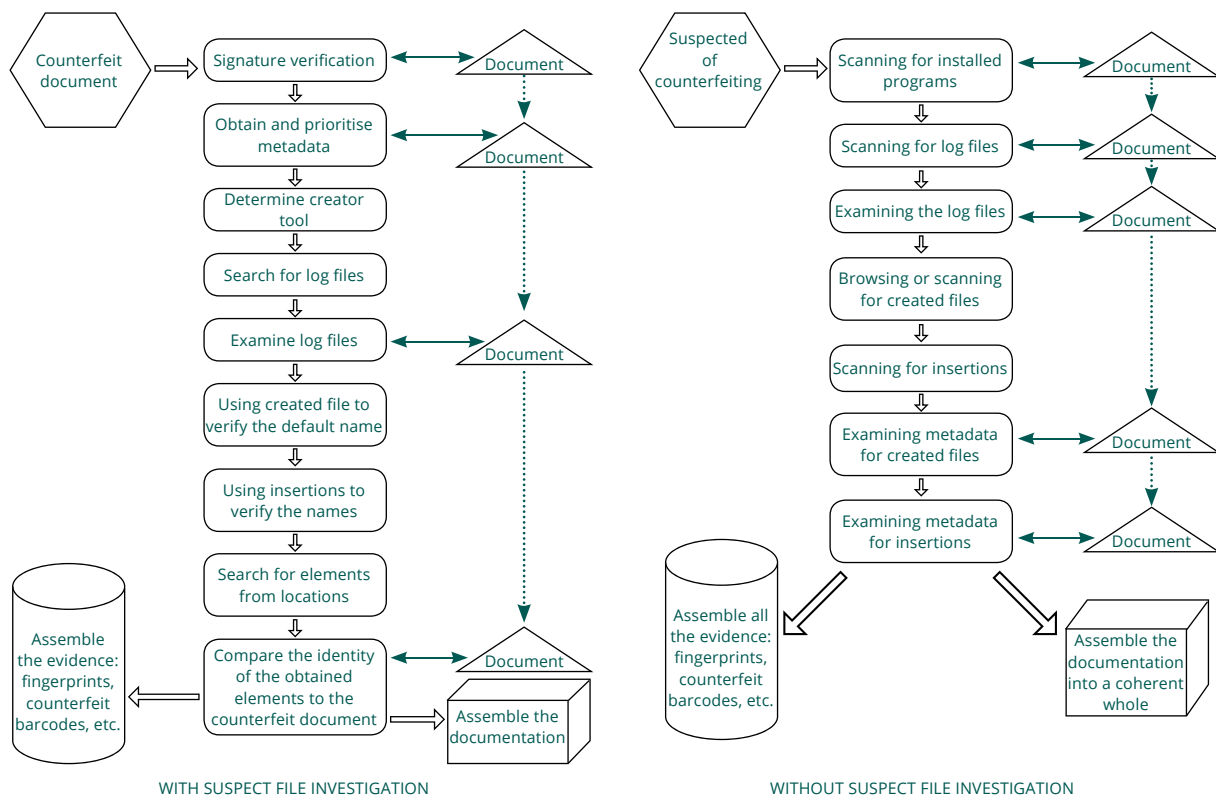 Counterfeit
document
Signature verification
Document
Obtain and prioritise
metadata
Document
Determine creator
tool
Search for log files
Examine log files
Document
Using created file to
verify the default name
Using insertions to
verify the names
Search for elements
from locations
Compare the identity
of the obtained
elements to the
counterfeit document
Document
Assemble
the evidence:
fingerprints,
counterfeit
barcodes, etc.
Assemble the
documentation
WITH SUSPECT FILE INVESTIGATION
Suspected
of
counterfeiting
Scanning for installed
programs
Document
Scanning for log files
Document
Examining the log files
Document
Browsing or scanning
for created files
Scanning for insertions
Examining metadata
for created files
Document
Examining metadata
for insertions
Document
Assemble all
the evidence:
fingerprints,
counterfeit
barcodes, etc.
Assemble the
documentation
into a coherent
whole
WITHOUT SUSPECT FILE INVESTIGATION